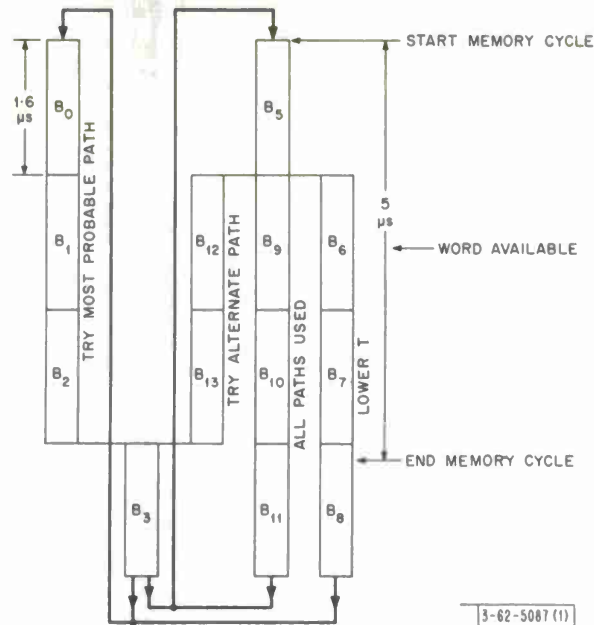 START MEMORY CYCLE
1·6
μs
B0
B5
TRY MOST PROBABLE PATH
5
μs
B1
B12
TRY ALTERNATE PATH
B9
ALL PATHS USED
B6
WORD AVAILABLE
B2
B13
B10
B7
LOWER T
END MEMORY CYCLE
B3
B11
B8
3-62-5087 (1)